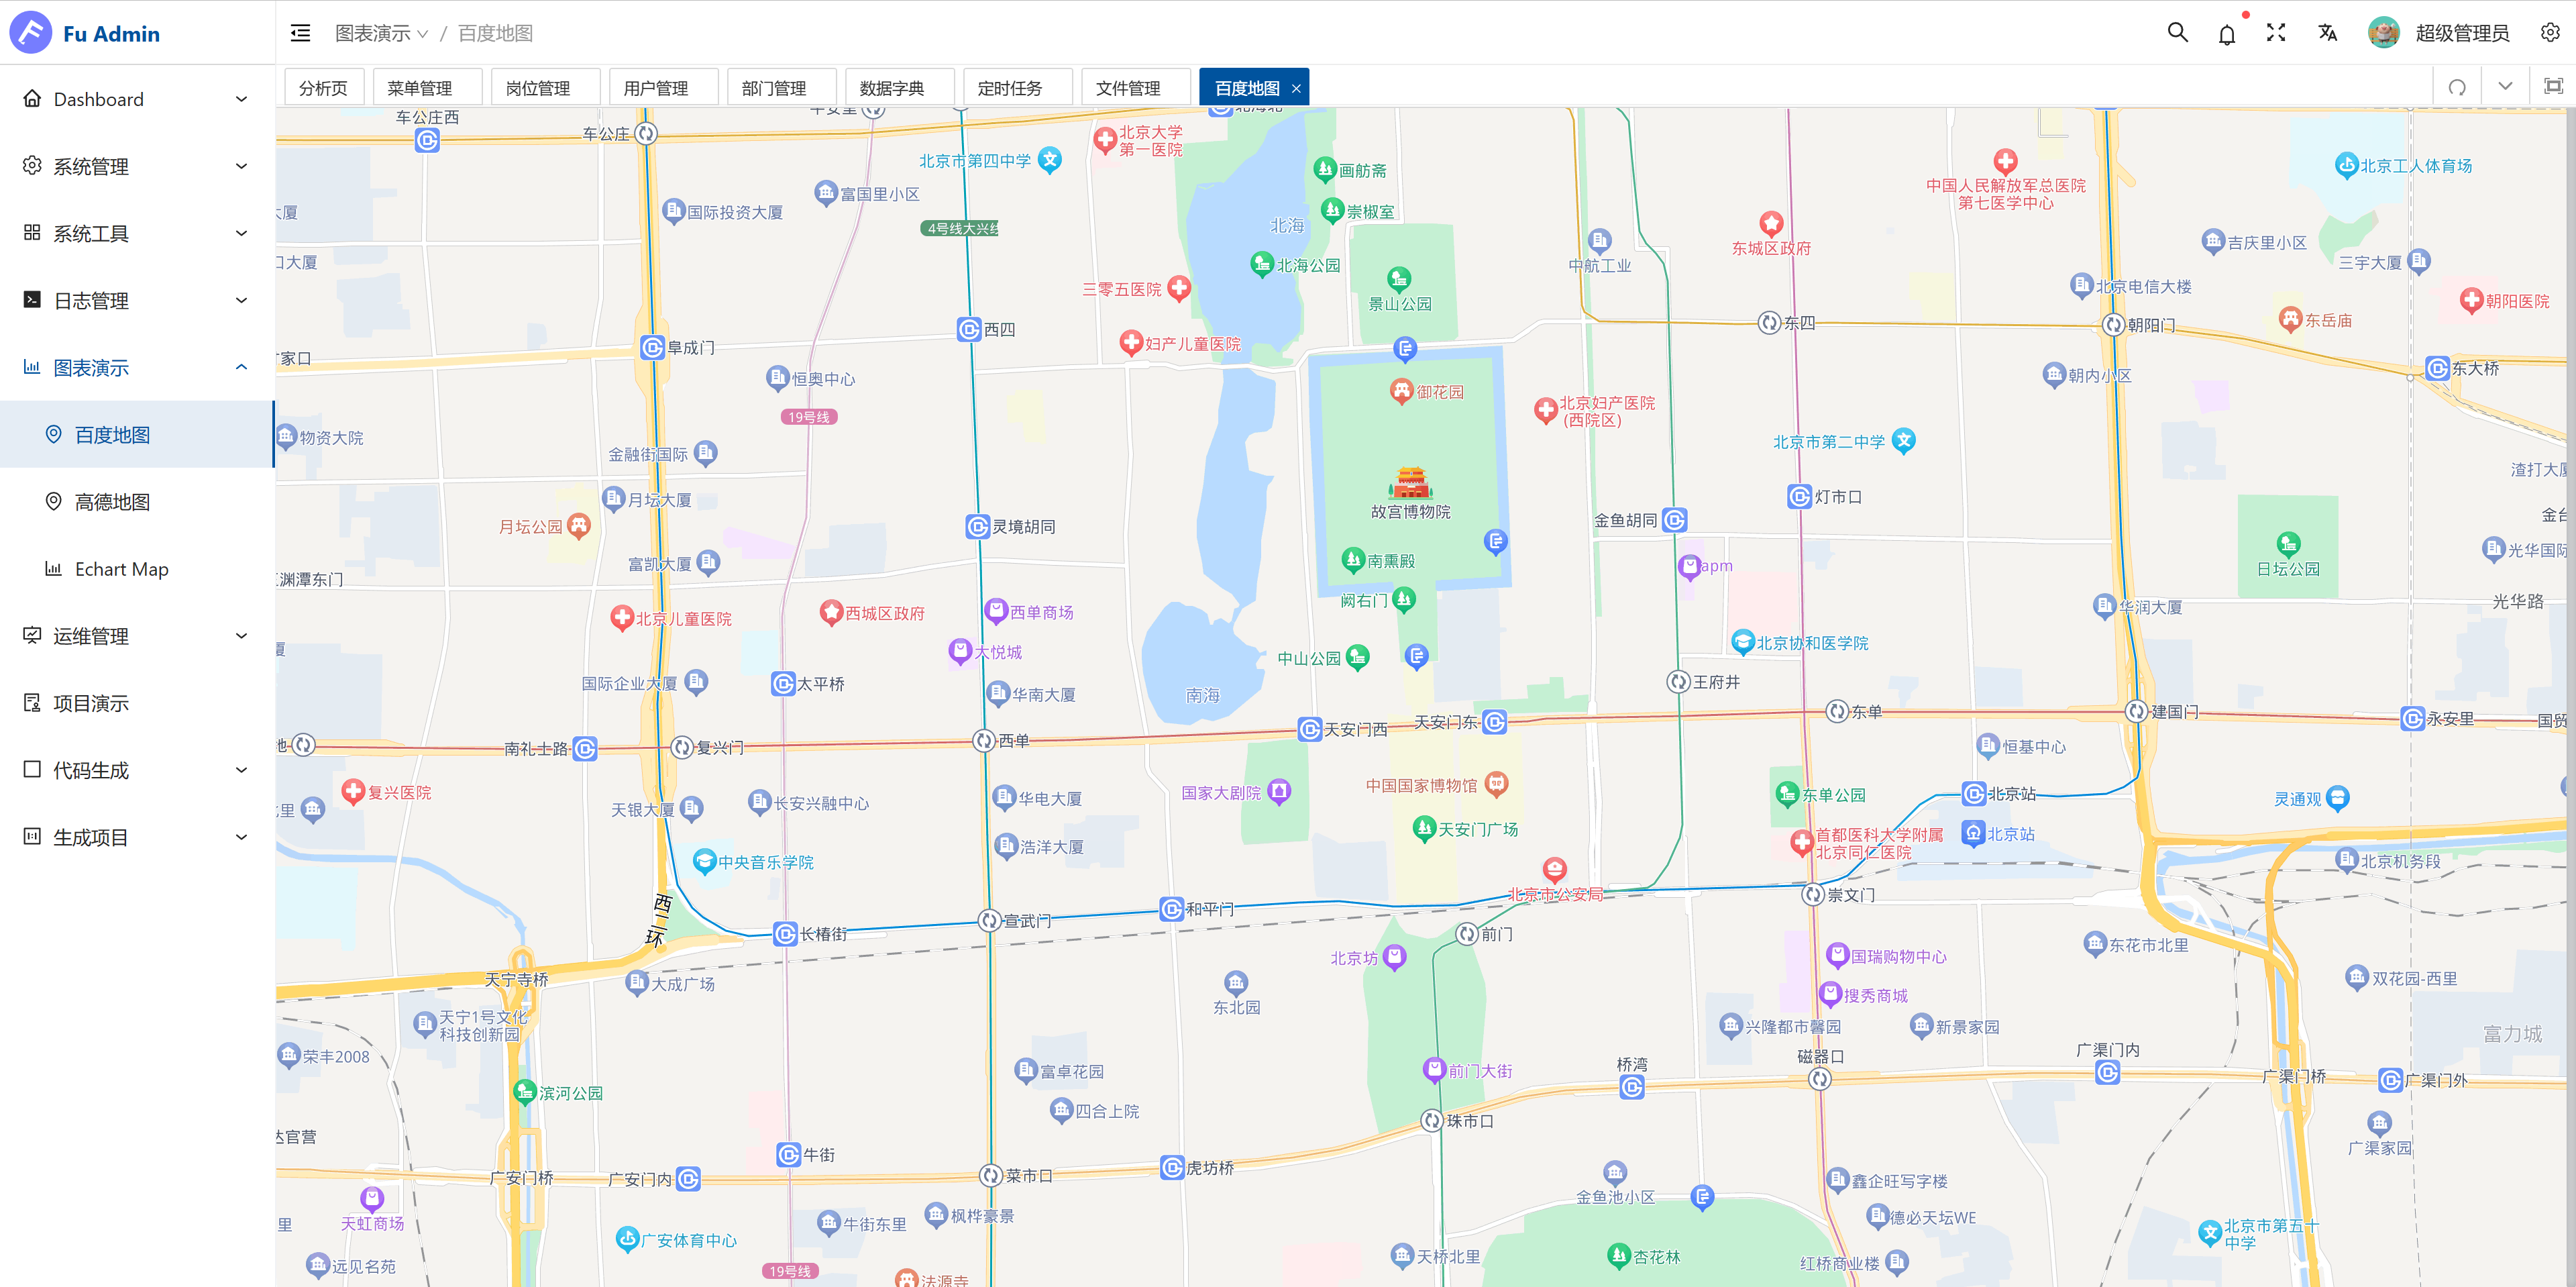 Fu Admin
图表演示 / 百度地图
超级管理员
Dashboard
系统管理
系统工具
日志管理
图表演示
百度地图
高德地图
Echart Map
运维管理
项目演示
代码生成
生成项目
分析页
菜单管理
岗位管理
用户管理
部门管理
数据字典
定时任务
文件管理
百度地图
车公庄西
车公庄
北京市第四中学
北京大学
第一医院
画舫斋
崇椒室
北海
北海公园
中国人民解放军总医院
第七医学中心
北京工人体育场
国际投资大厦
富国里小区
4号线大兴线
东城区政府
中航工业
吉庆里小区
三宇大厦
口大厦
三零五医院
景山公园
北京电信大楼
朝阳医院
东岳庙
西四
东四
朝阳门
阜成门
妇产儿童医院
家口
恒奥中心
御花园
朝内小区
东大桥
19号线
北京妇产医院
(西院区)
物资大院
金融街国际
北京市第二中学
渣打大厦
月坛大厦
故宫博物院
灯市口
月坛公园
灵境胡同
金鱼胡同
金台
光华国际
富凯大厦
南熏殿
apm
日坛公园
渊潭东门
阙右门
光华路
华润大厦
北京儿童医院
西城区政府
西单商场
北京协和医学院
大悦城
中山公园
国际企业大厦
太平桥
华南大厦
南海
王府井
天安门西
天安门东
东单
建国门
永安里
国贸
南礼士路
复兴门
西单
恒基中心
复兴医院
国家大剧院
中国国家博物馆
东单公园
北京站
灵通观
天银大厦
长安兴融中心
华电大厦
天安门广场
北京站
首都医科大学附属
北京同仁医院
浩洋大厦
中央音乐学院
北京机务段
北京市公安局
崇文门
西二环
长椿街
宣武门
和平门
前门
东花市北里
北京坊
国瑞购物中心
天宁寺桥
大成广场
双花园-西里
搜秀商城
东北园
天宁1号文化
科技创新园
兴隆都市馨园
新景家园
富力城
荣丰2008
磁器口
广渠门内
桥湾
富卓花园
前门大街
广渠门桥
广渠门外
滨河公园
四合上院
珠市口
达官营
广渠家园
牛街
广安门桥
广安门内
菜市口
虎坊桥
金鱼池小区
鑫企旺写字楼
天虹商场
牛街东里
枫桦豪景
德必天坛WE
北京市第五十
中学
广安体育中心
天桥北里
杏花林
红桥商业楼
远见名苑
19号线
法源寺